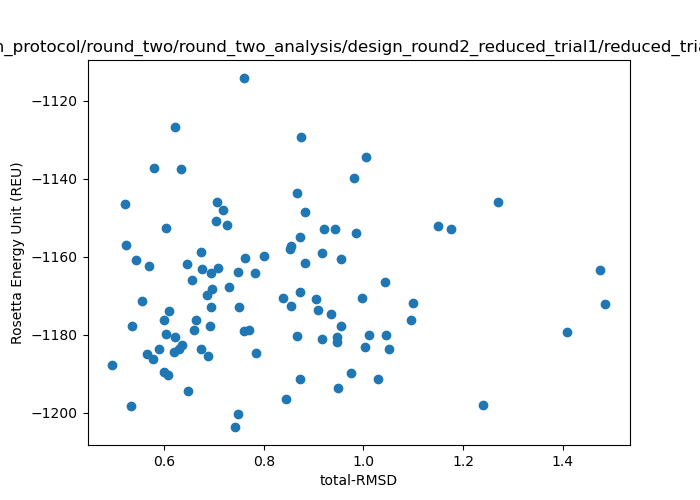 _protocol/round_two/round_two_analysis/design_round2_reduced_trial1/reduced_tria
Rosetta Energy Unit (REU)
−1120
−1140
−1160
−1180
−1200
0.6 0.8 1.0 1.2 1.4
total-RMSD